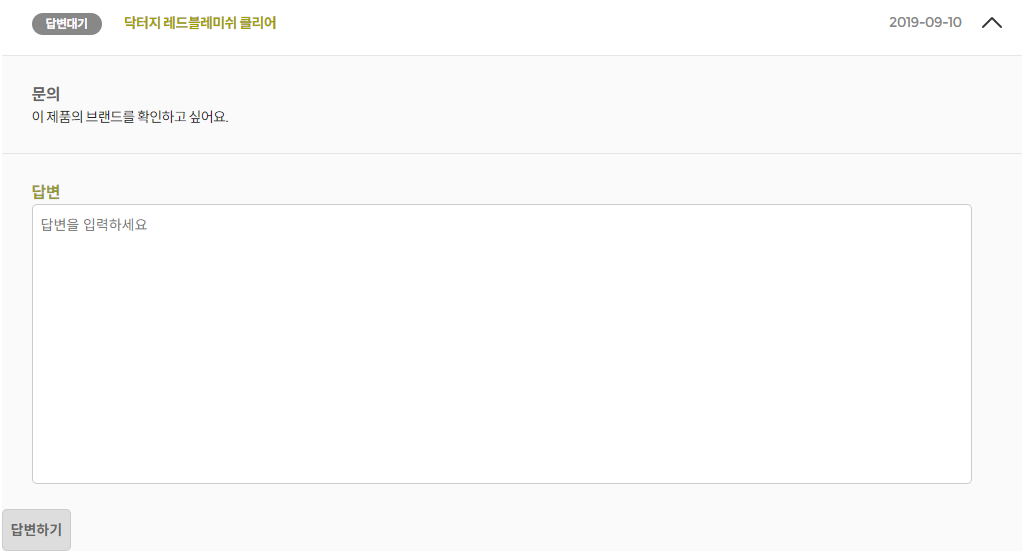 답변대기 닥터지 레드블레미쉬 클리어 2019-09-10
문의
이 제품의 브랜드를 확인하고 싶어요.
답변
답변을 입력하세요
답변하기